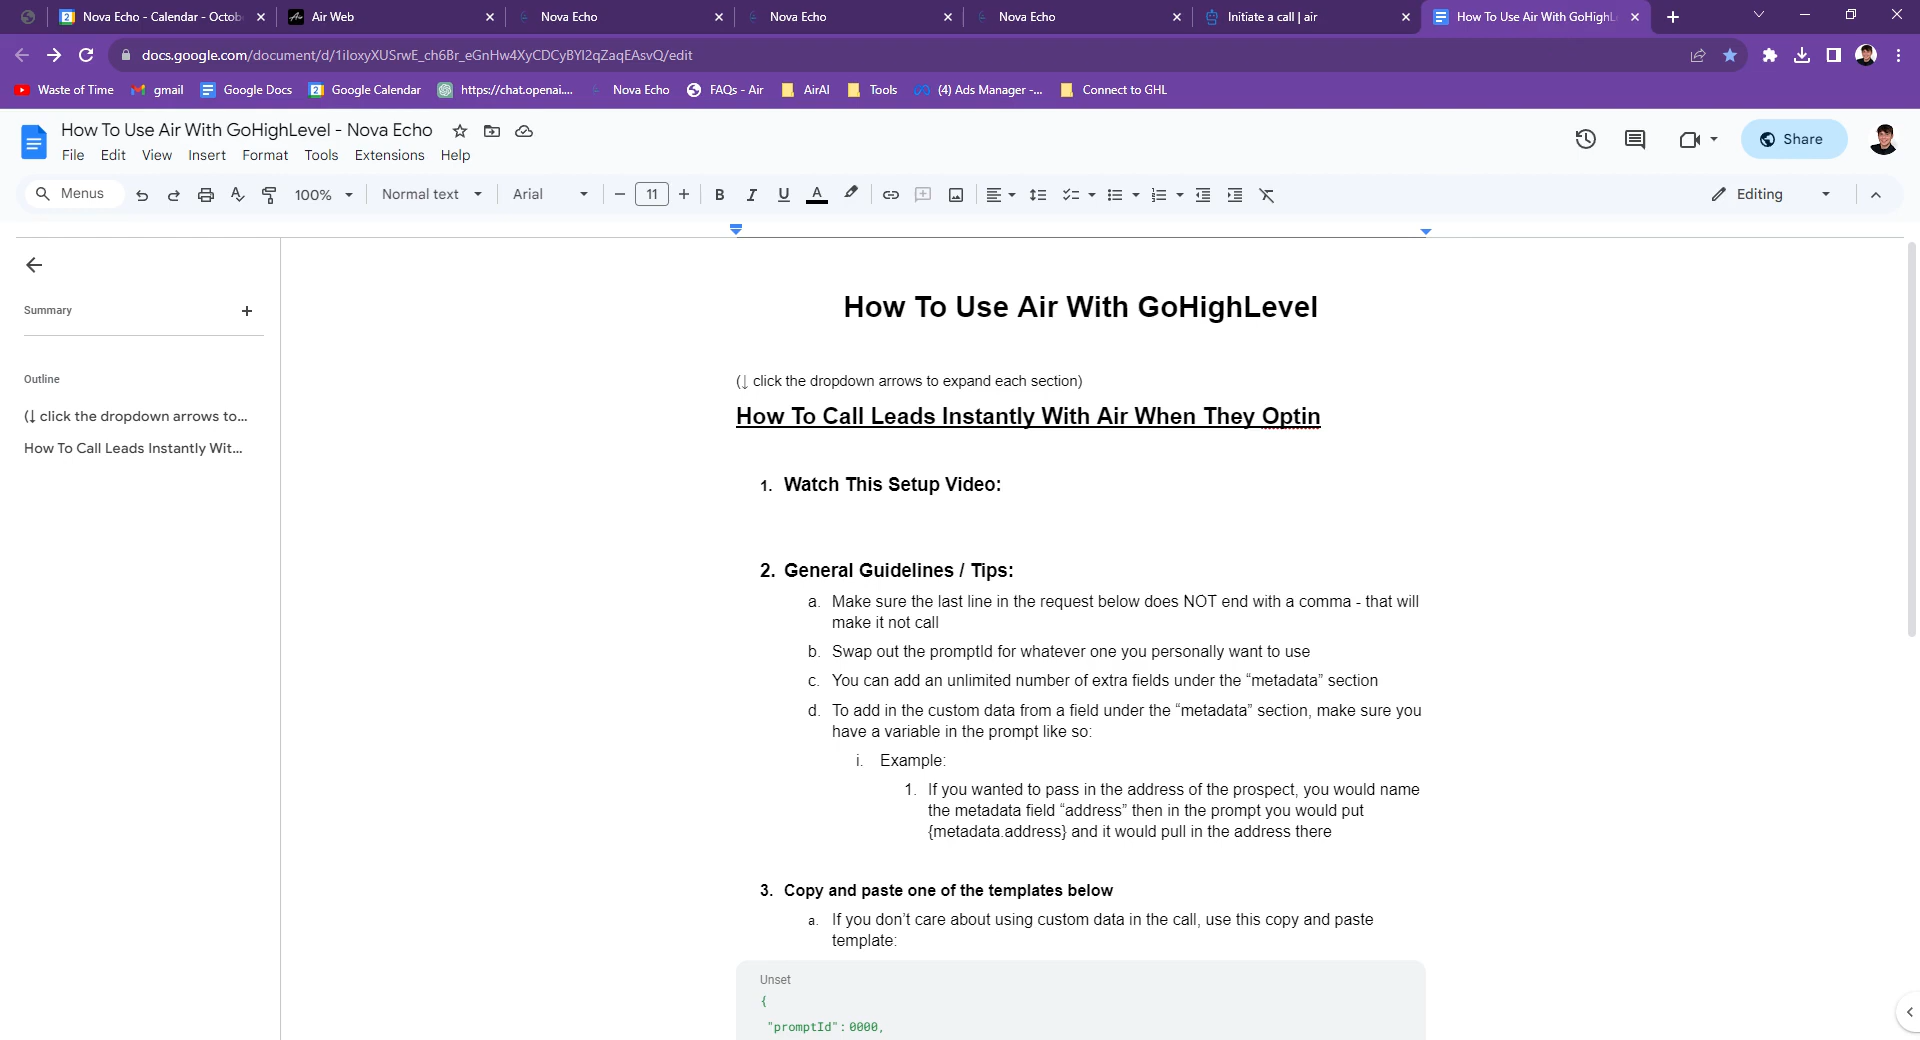 Nova Echo - Calendar - Octob
Air Web
Nova Echo
Nova Echo
Nova Echo
Initiate a call | air
How To Use Air With GoHighL
docs.google.com/document/d/1iIoxyXUSrwE_ch6Br_eGnHw4XyCDCyBYI2qZaqEAsvQ/edit
Waste of Time
gmail
Google Docs
Google Calendar
https://chat.openai....
Nova Echo
FAQs - Air
AirAI
Tools
(4) Ads Manager -...
Connect to GHL
How To Use Air With GoHighLevel - Nova Echo
Share
File Edit View Insert Format Tools Extensions Help
Menus
100%
Normal text
Arial
11
B
I
U
A
Editing
Summary
Outline
(↓ click the dropdown arrows to...
How To Call Leads Instantly Wit...
How To Use Air With GoHighLevel
(↓ click the dropdown arrows to expand each section)
How To Call Leads Instantly With Air When They Optin
1. Watch This Setup Video:
2. General Guidelines / Tips:
a. Make sure the last line in the request below does NOT end with a comma - that will
make it not call
b. Swap out the promptId for whatever one you personally want to use
c. You can add an unlimited number of extra fields under the “metadata” section
d. To add in the custom data from a field under the “metadata” section, make sure you
have a variable in the prompt like so:
i. Example:
1. If you wanted to pass in the address of the prospect, you would name
the metadata field “address” then in the prompt you would put
{metadata.address} and it would pull in the address there
3. Copy and paste one of the templates below
a. If you don’t care about using custom data in the call, use this copy and paste
template:
Unset
{
"promptId": 0000,